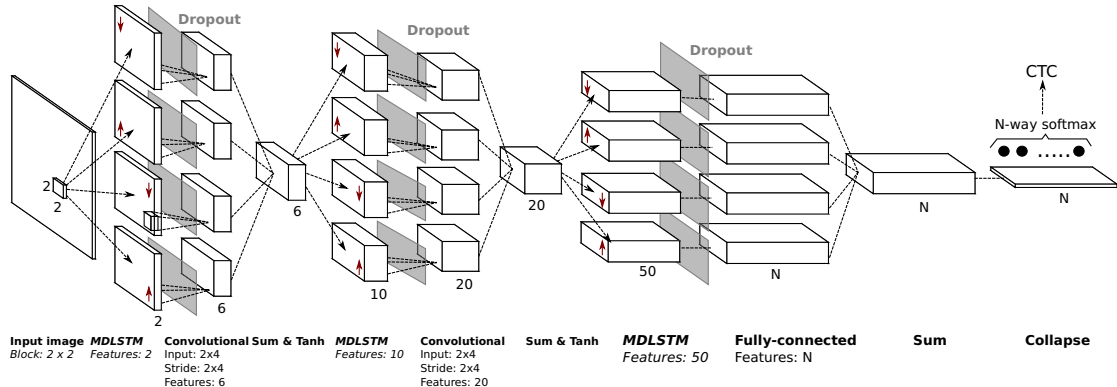 Dropout
Dropout
Dropout
CTC
N-way softmax
.....
2
2
2
6
6
10
20
20
50
N
N
N
Input image
Block: 2 x 2
MDLSTM
Features: 2
Convolutional
Input: 2x4
Stride: 2x4
Features: 6
Sum & Tanh
MDLSTM
Features: 10
Convolutional
Input: 2x4
Stride: 2x4
Features: 20
Sum & Tanh
MDLSTM
Features: 50
Fully-connected
Features: N
Sum
Collapse